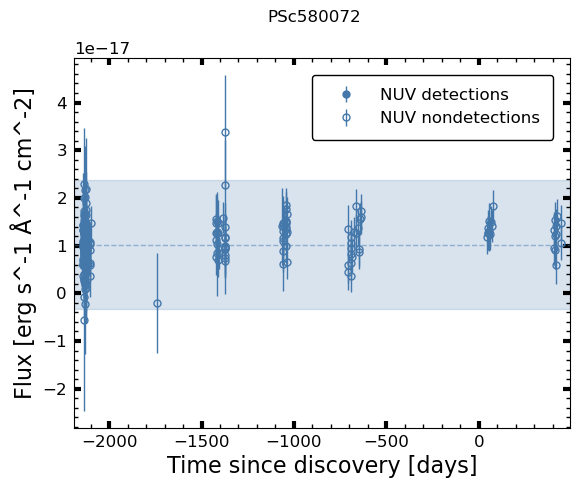 PSc580072
1e−17
NUV detections
NUV nondetections
Flux [erg s^-1 Å^-1 cm^-2]
4
3
2
1
0
−1
−2
−2000
−1500
−1000
−500
0
Time since discovery [days]